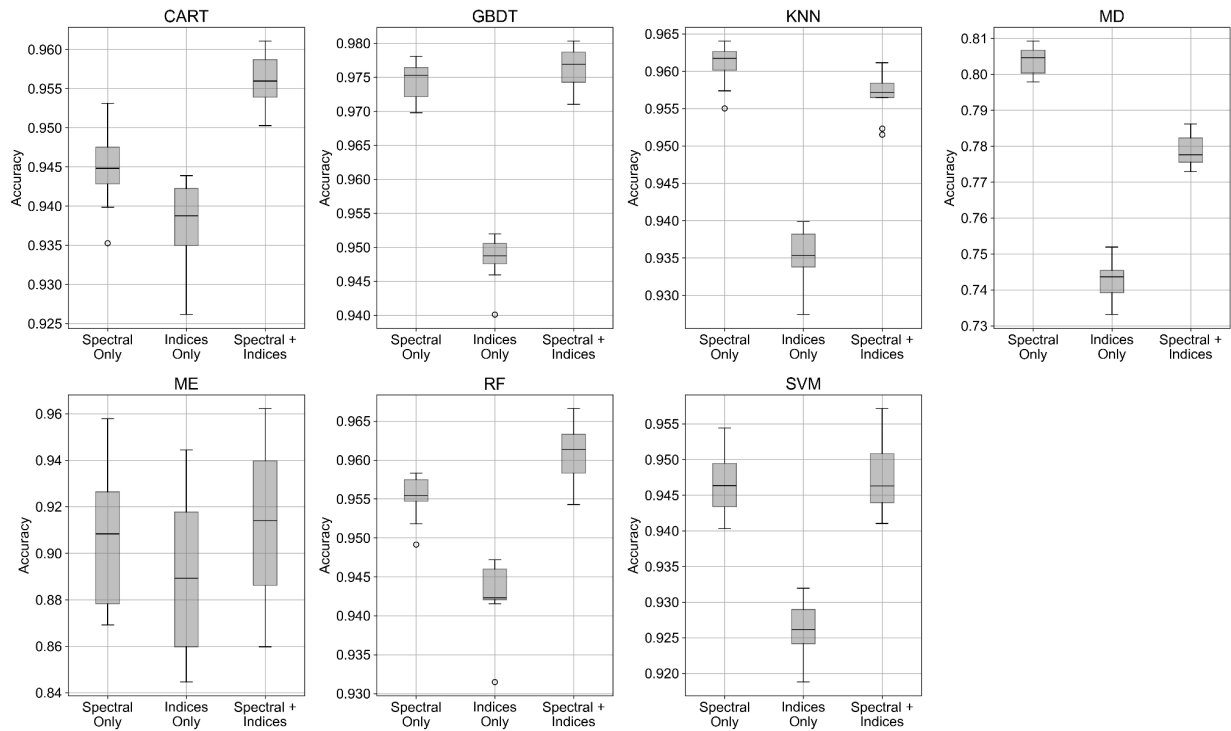 CART
Accuracy
0.960
0.955
0.950
0.945
0.940
0.935
0.930
0.925
Spectral Only
Indices Only
Spectral + Indices
GBDT
Accuracy
0.980
0.975
0.970
0.965
0.960
0.955
0.950
0.945
0.940
Spectral Only
Indices Only
Spectral + Indices
KNN
Accuracy
0.965
0.960
0.955
0.950
0.945
0.940
0.935
0.930
Spectral Only
Indices Only
Spectral + Indices
MD
Accuracy
0.81
0.80
0.79
0.78
0.77
0.76
0.75
0.74
0.73
Spectral Only
Indices Only
Spectral + Indices
ME
Accuracy
0.96
0.94
0.92
0.90
0.88
0.86
0.84
Spectral Only
Indices Only
Spectral + Indices
RF
Accuracy
0.965
0.960
0.955
0.950
0.945
0.940
0.935
0.930
Spectral Only
Indices Only
Spectral + Indices
SVM
Accuracy
0.955
0.950
0.945
0.940
0.935
0.930
0.925
0.920
Spectral Only
Indices Only
Spectral + Indices